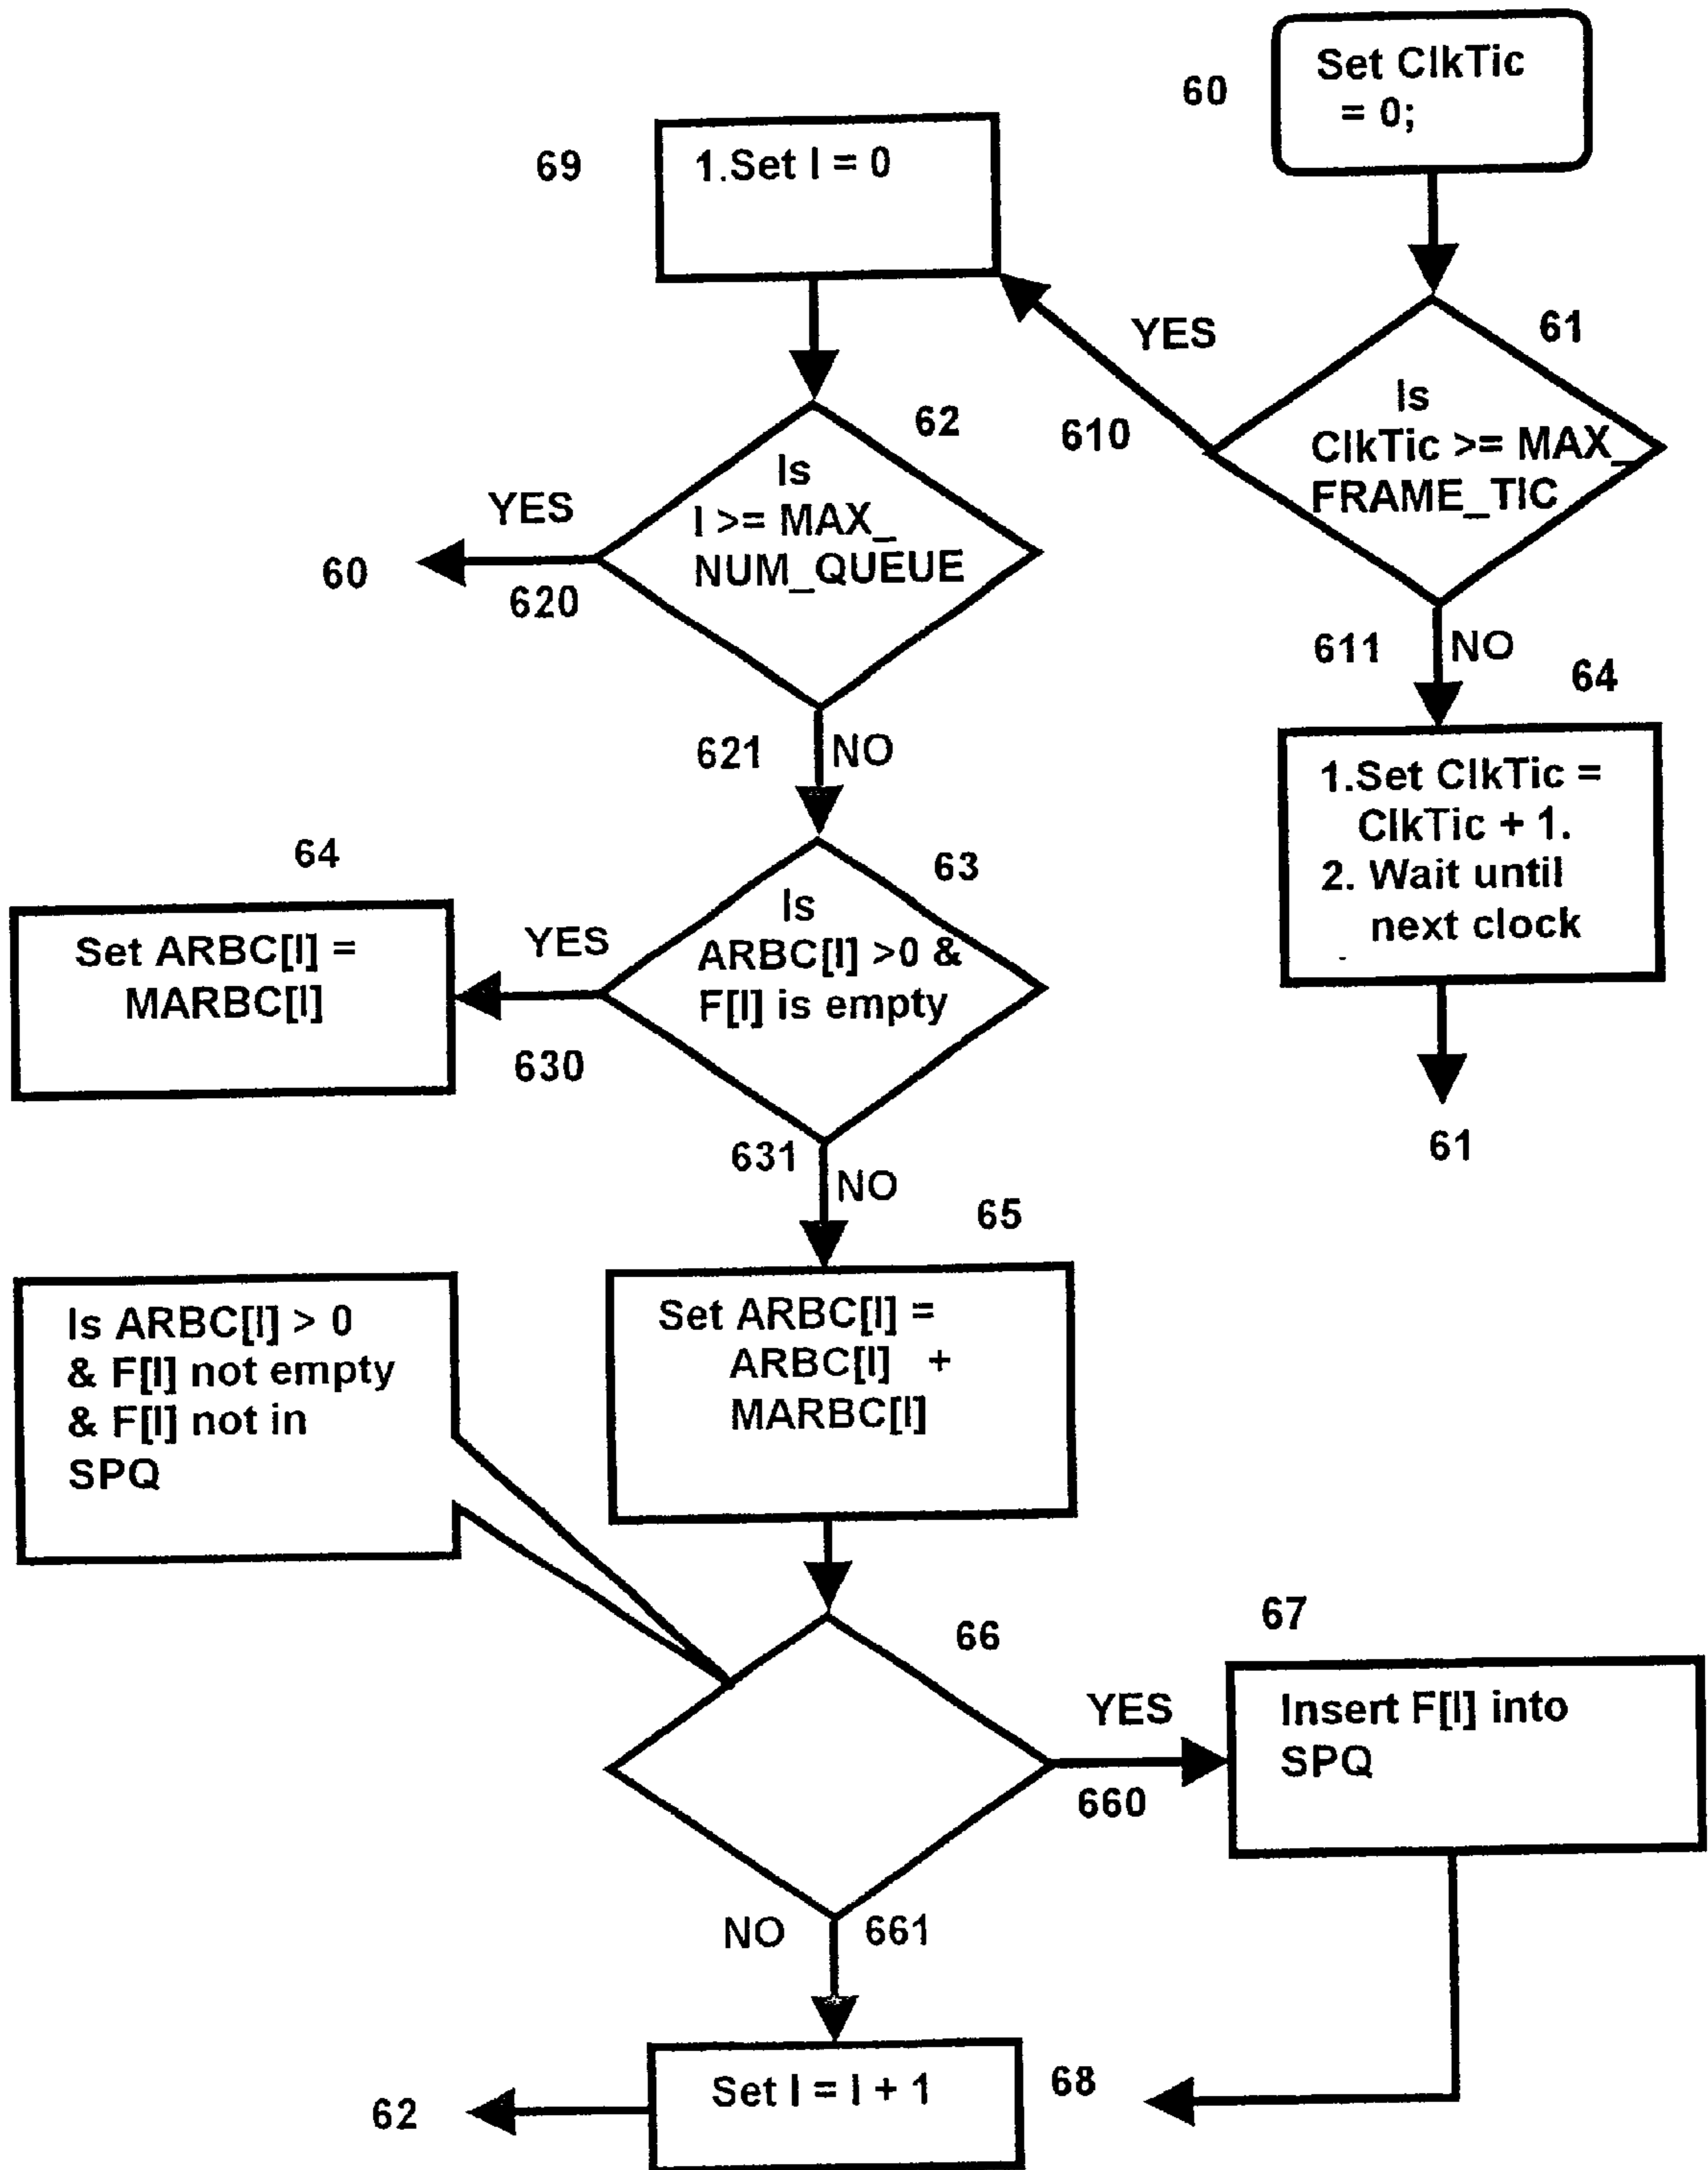 60
Set ClkTic
= 0;
69
1.Set I = 0
61
Is
ClkTic >= MAX_
FRAME_TIC
YES
610
62
Is
I >= MAX_
NUM_QUEUE
YES
60
620
611
NO
64
1.Set ClkTic =
ClkTic + 1.
2. Wait until
next clock
61
621
NO
63
Is
ARBC[I] >0 &
F[I] is empty
64
YES
Set ARBC[I] =
MARBC[I]
630
631
NO
65
Set ARBC[I] =
ARBC[I] +
MARBC[I]
Is ARBC[I] > 0
& F[I] not empty
& F[I] not in
SPQ
66
67
YES
660
Insert F[I] into
SPQ
NO
661
Set I = I + 1
68
62